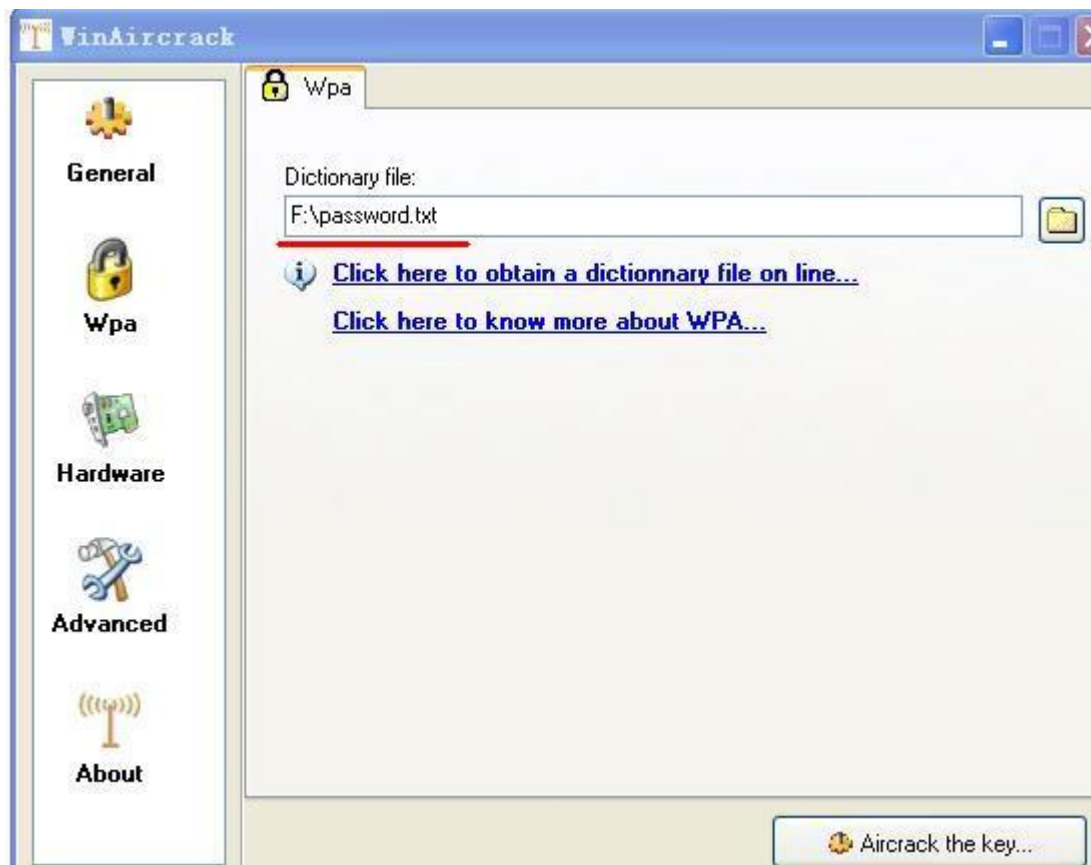 WinAircrack
General
Wpa
Hardware
Advanced
About
Wpa
Dictionary file:
F:\password.txt
Click here to obtain a dictionnary file on line...
Click here to know more about WPA...
Aircrack the key...